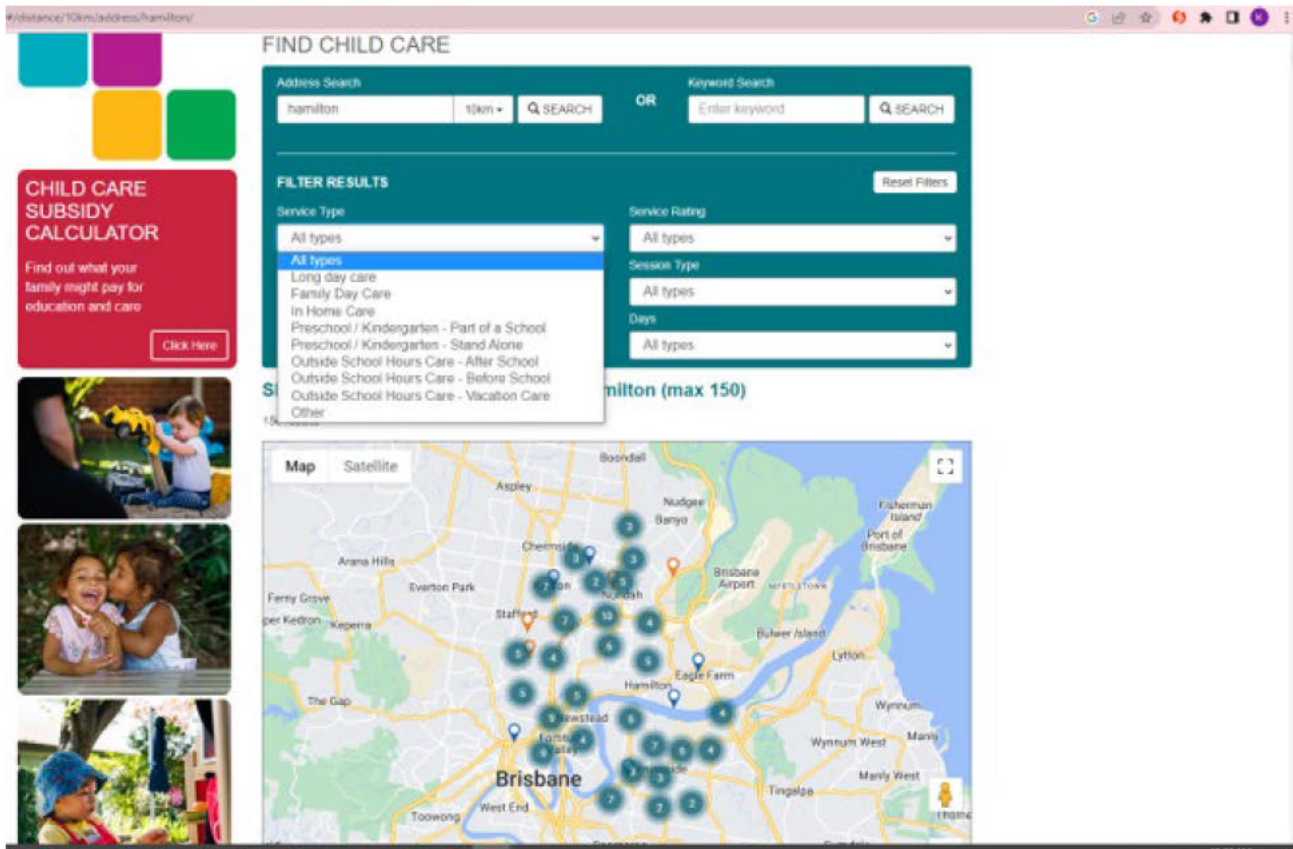 #/distance/10km/address/hamilton/
FIND CHILD CARE
Address Search
hamilton
10km
SEARCH
OR
Keyword Search
Enter keyword
SEARCH
FILTER RESULTS
Reset Filters
Service Type
All types
All types
Long day care
Family Day Care
In Home Care
Preschool / Kindergarten - Part of a School
Preschool / Kindergarten - Stand Alone
Outside School Hours Care - After School
Outside School Hours Care - Before School
Outside School Hours Care - Vacation Care
Other
Service Rating
All types
Session Type
All types
Days
All types
CHILD CARE
SUBSIDY
CALCULATOR
Find out what your
family might pay for
education and care
Click Here
(max 150)
Map
Satellite
Boondall
Aspley
Nudgee
Banyo
Fisherman
Island
Port of
Brisbane
Arana Hills
Everton Park
Brisbane
Airport
Ferny Grove
Keperra
Bulwer Island
Lytton
Hamilton
Eagle Farm
The Gap
Wynnum
Wynnum West
Manly
Brisbane
Manly West
Tingalpa
West End
Toowong